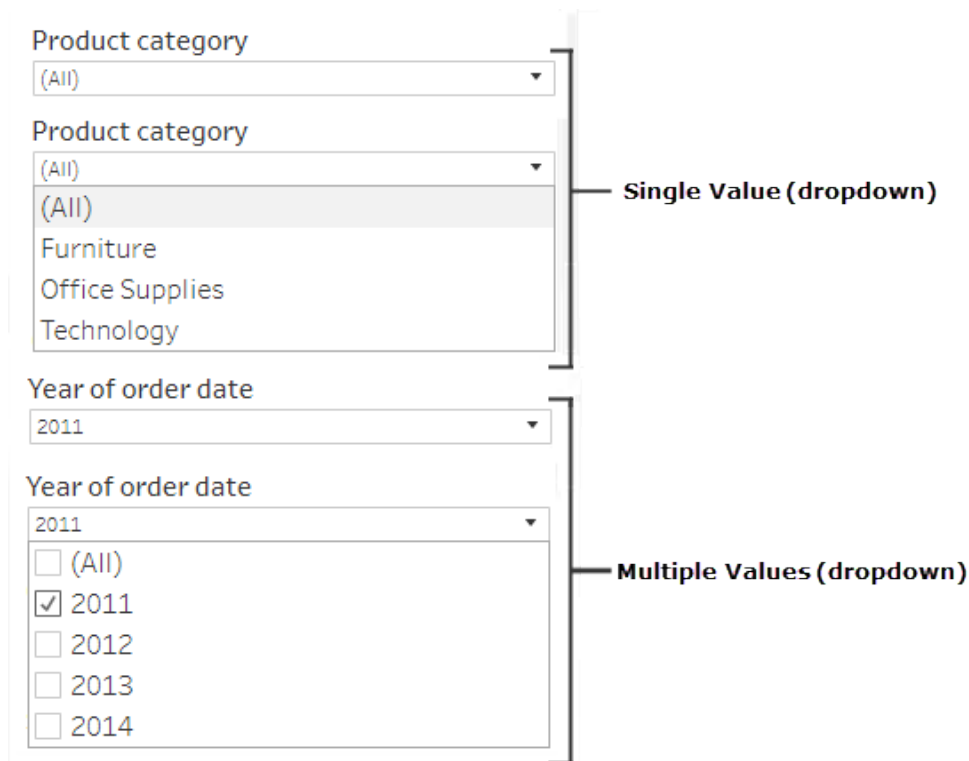 Product category
(All)
Product category
(All)
(All)
Furniture
Office Supplies
Technology
Single Value (dropdown)
Year of order date
2011
Year of order date
2011
(All)
2011
2012
2013
2014
Multiple Values (dropdown)